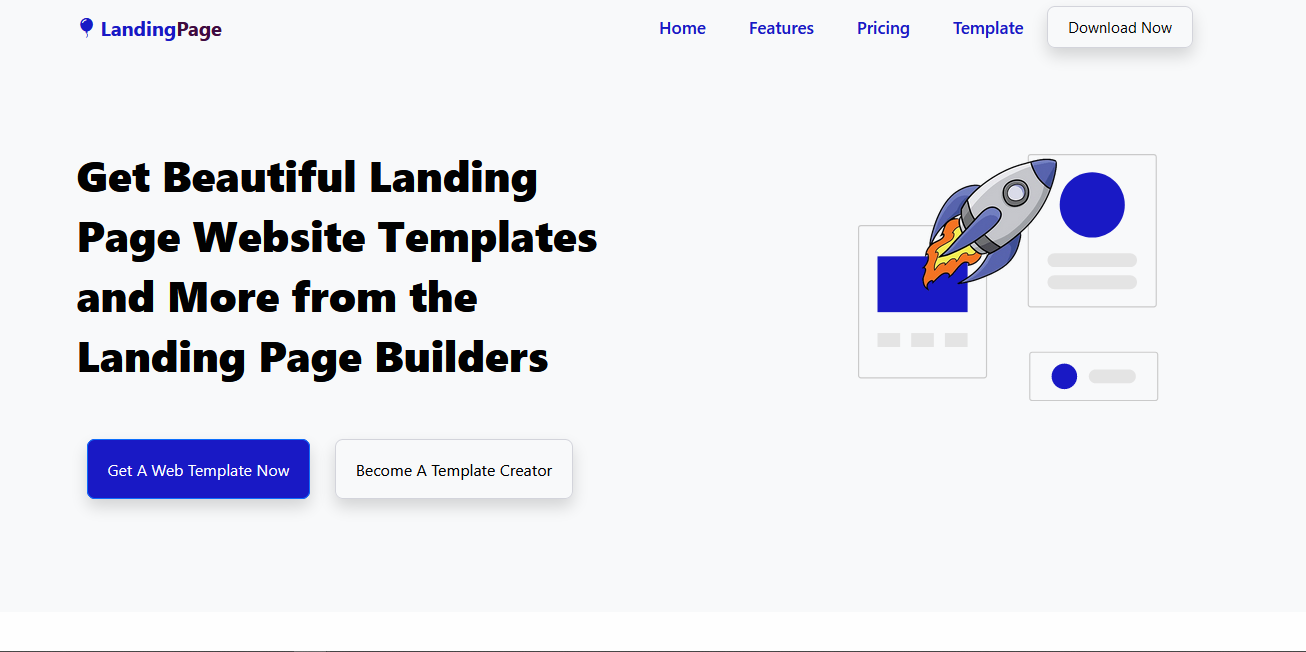 LandingPage
Home
Features
Pricing
Template
Download Now
Get Beautiful Landing
Page Website Templates
and More from the
Landing Page Builders
Get A Web Template Now
Become A Template Creator